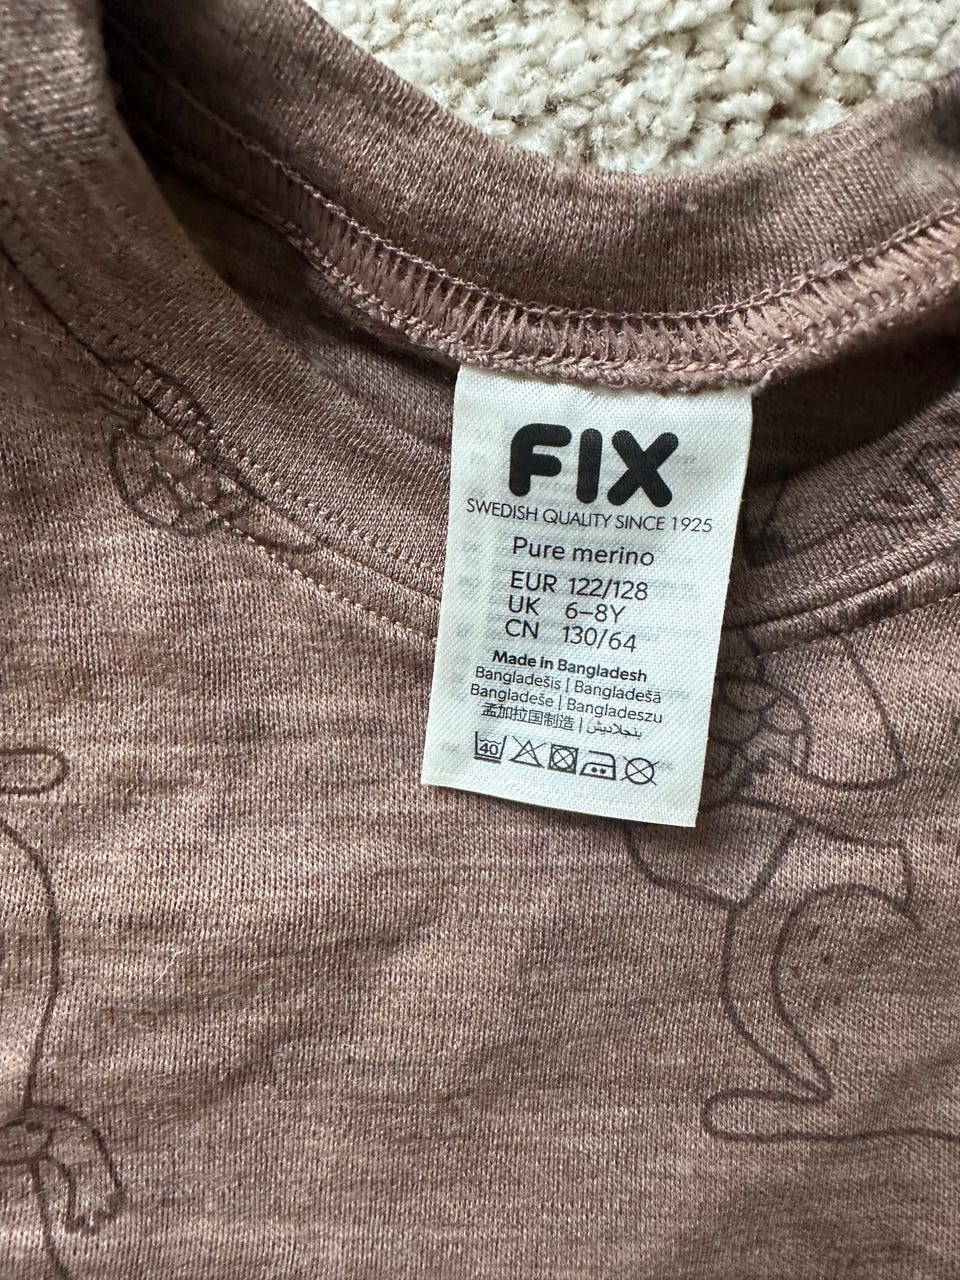 FIX
SWEDISH QUALITY SINCE 1925
Pure merino
EUR 122/128
UK 6–8Y
CN 130/64
Made in Bangladesh
Bangladešis | Bangladešā
Bangladeše | Bangladeszu
孟加拉国制造 | بنجلاديش
40